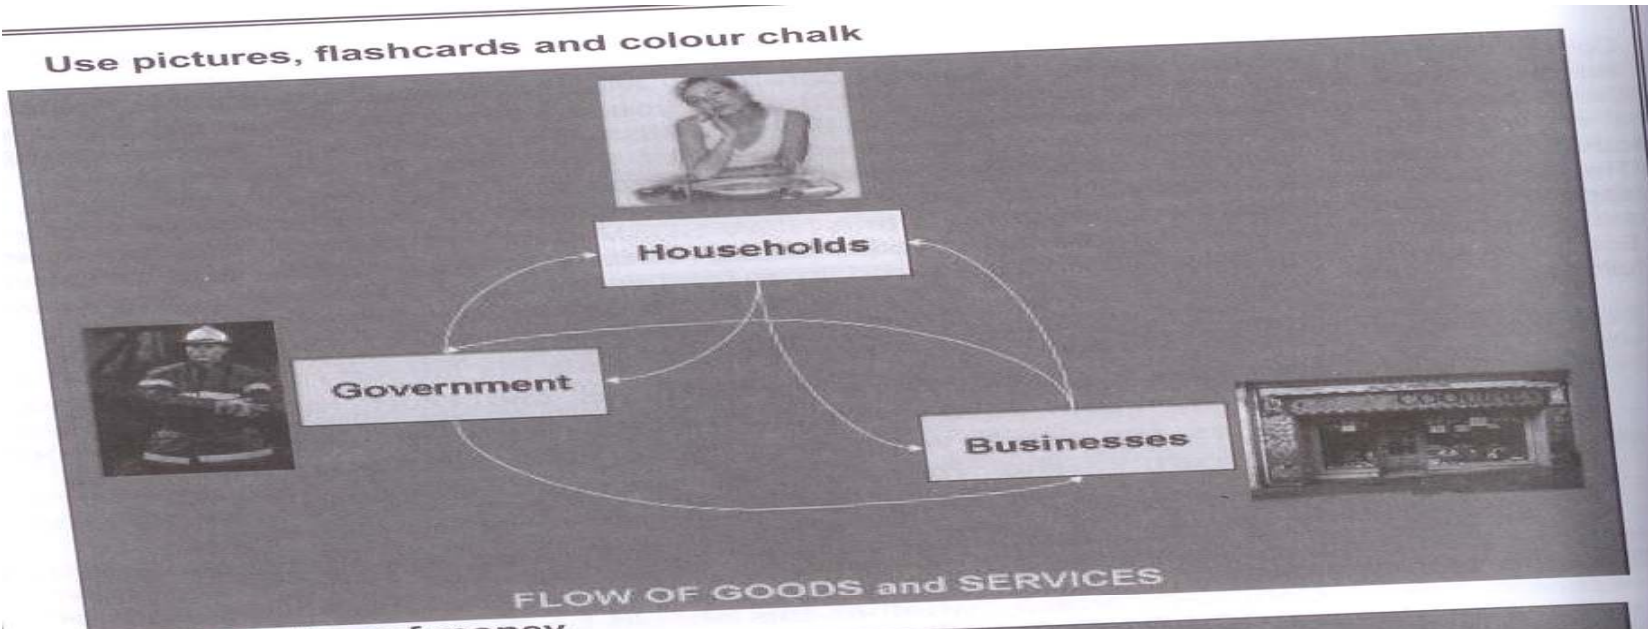 Use pictures, flashcards and colour chalk
Households
Government
Businesses
FLOW OF GOODS and SERVICES